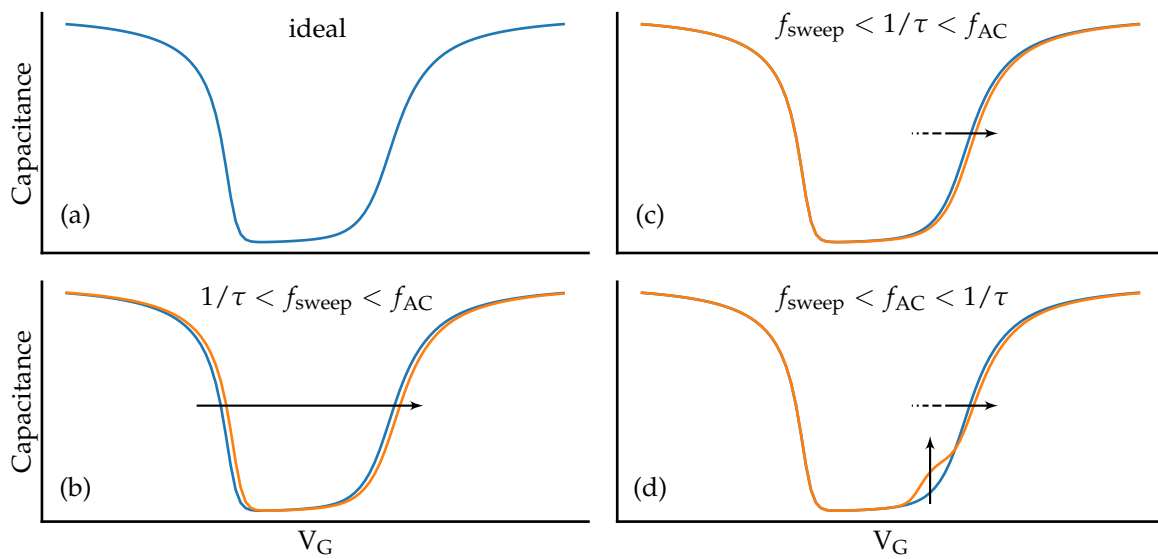 ideal
Capacitance
(a)
f_sweep < 1/τ < f_AC
(c)
1/τ < f_sweep < f_AC
Capacitance
(b)
V_G
f_sweep < f_AC < 1/τ
(d)
V_G